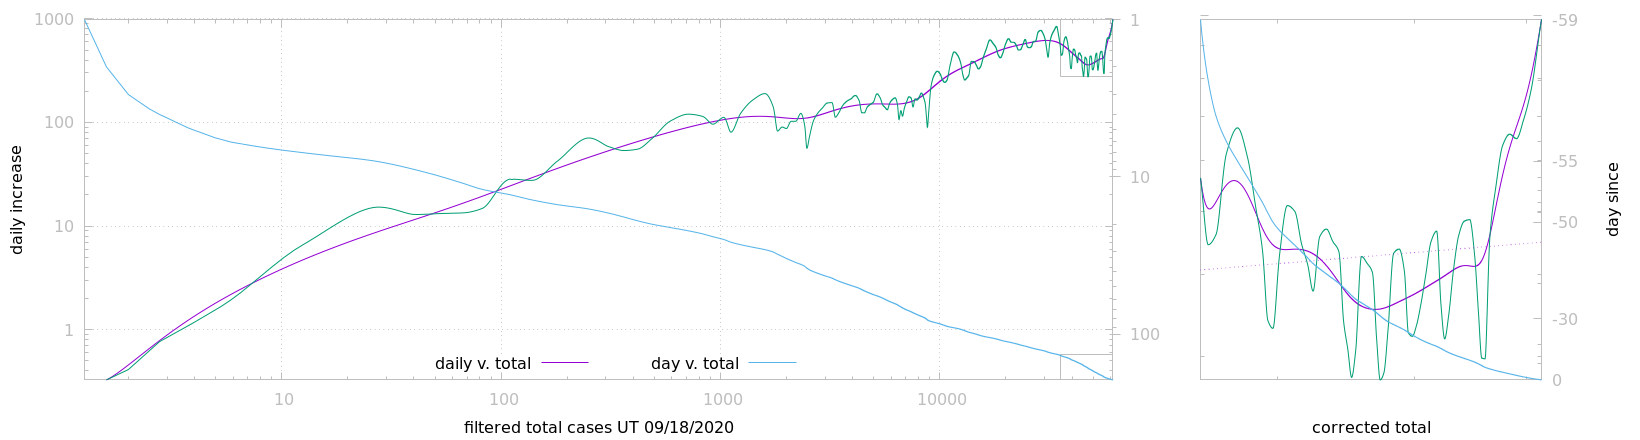 1000
100
10
1
daily increase
10
100
1000
10000
filtered total cases UT 09/18/2020
daily v. total
day v. total
1
10
100
-59
-55
-50
-30
0
day since
corrected total